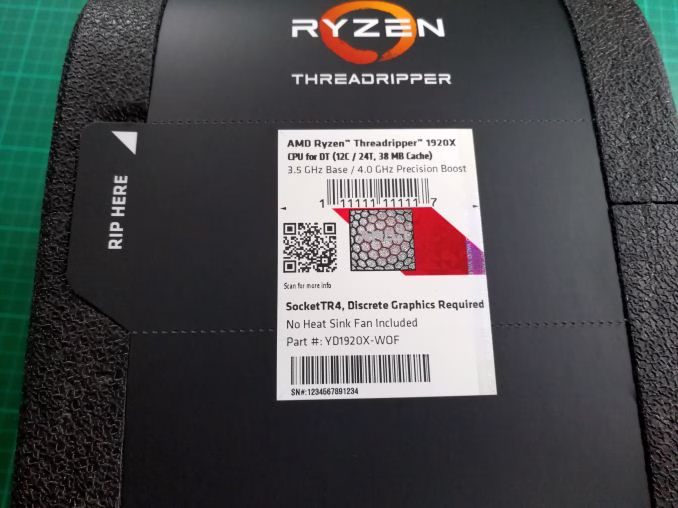 RYZEN
THREADRIPPER
RIP HERE
AMD Ryzen™ Threadripper™ 1920X
CPU for DT (12C / 24T, 38 MB Cache)
3.5 GHz Base / 4.0 GHz Precision Boost
1 11111 11111 7
Scan for more info
SocketTR4, Discrete Graphics Required
No Heat Sink Fan Included
Part #: YD1920X-WOF
SN#:1234567891234